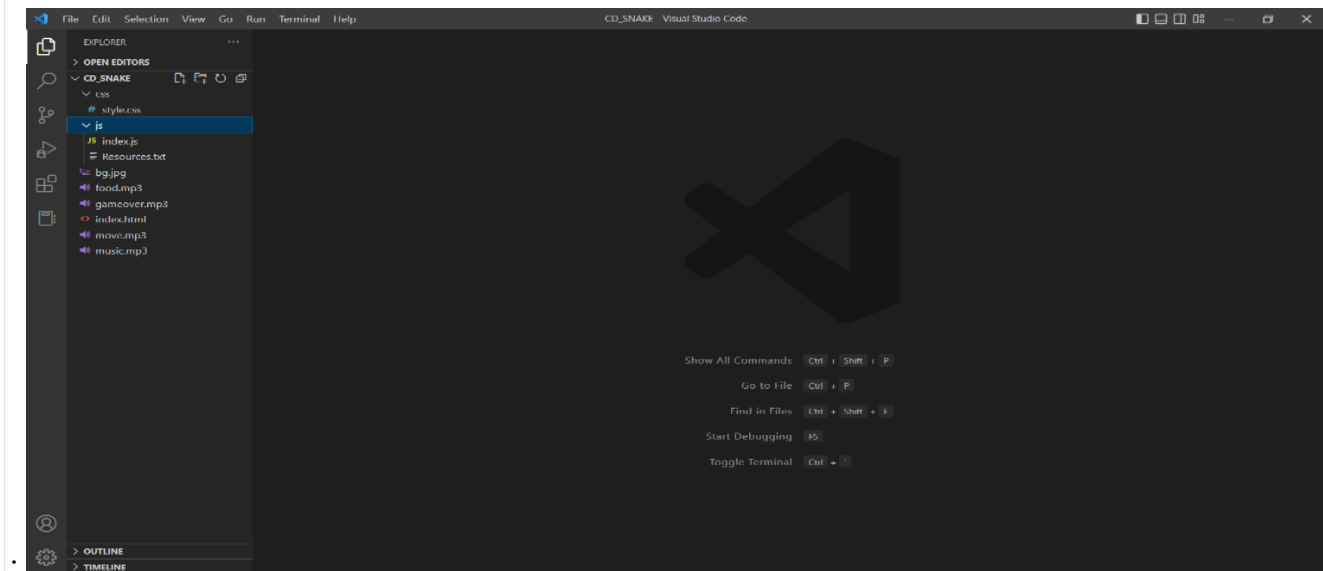 File Edit Selection View Go Run Terminal Help CD_SNAKE Visual Studio Code
EXPLORER ...
OPEN EDITORS
CD_SNAKE
css
# style.css
js
JS index.js
Resources.txt
bg.jpg
food.mp3
gameover.mp3
<> index.html
move.mp3
music.mp3
Show All Commands Ctrl + Shift + P
Go to File Ctrl + P
Find in Files Ctrl + Shift + F
Start Debugging F5
Toggle Terminal Ctrl + `
OUTLINE
TIMELINE